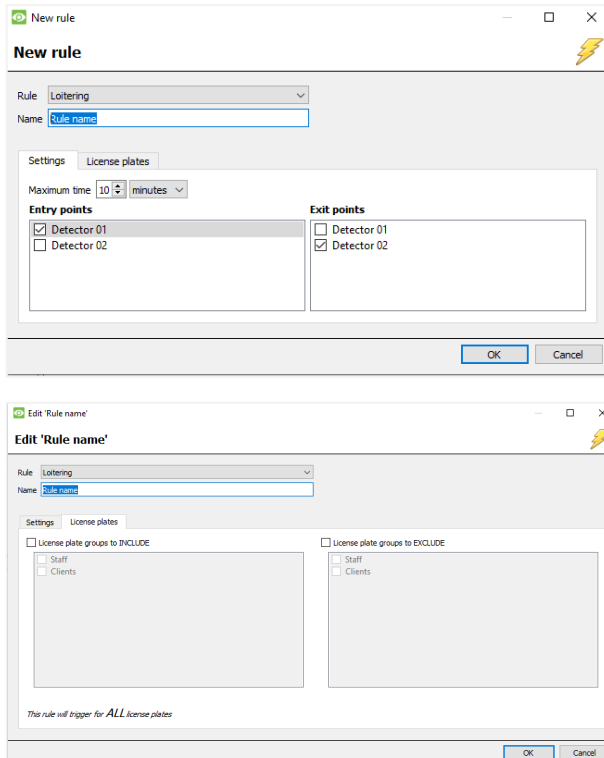 New rule
New rule
Rule Loitering
Name Rule name
Settings License plates
Maximum time 10 minutes
Entry points Exit points
Detector 01 Detector 01
Detector 02 Detector 02
OK Cancel
Edit 'Rule name'
Edit 'Rule name'
Rule Loitering
Name Rule name
Settings License plates
License plate groups to INCLUDE License plate groups to EXCLUDE
Staff Staff
Clients Clients
This rule will trigger for ALL license plates
OK Cancel